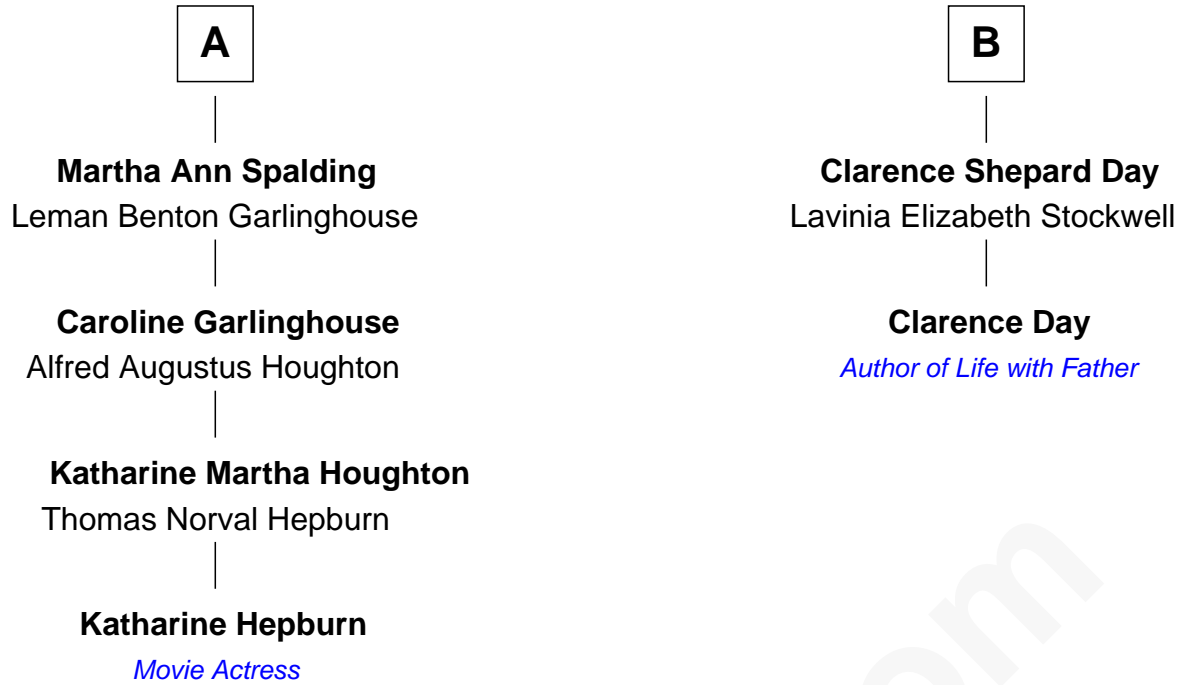 A
Martha Ann Spalding
Leman Benton Garlinghouse
Caroline Garlinghouse
Alfred Augustus Houghton
Katharine Martha Houghton
Thomas Norval Hepburn
Katharine Hepburn
Movie Actress
B
Clarence Shepard Day
Lavinia Elizabeth Stockwell
Clarence Day
Author of Life with Father
om